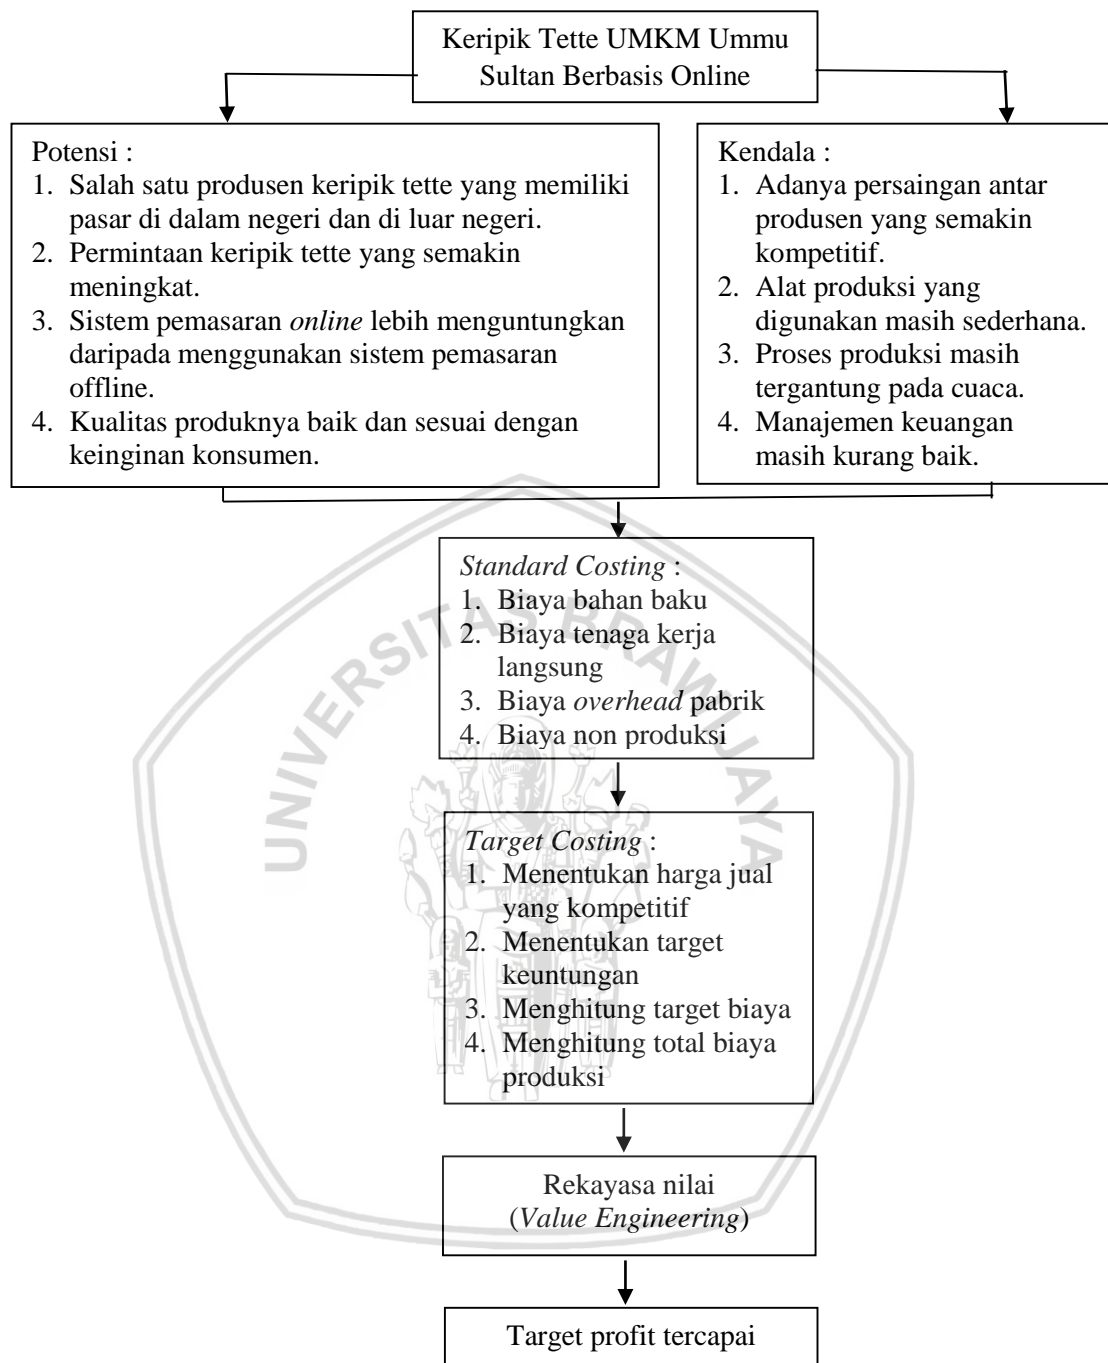 Keripik Tette UMKM Ummu
Sultan Berbasis Online
Potensi :
1. Salah satu produsen keripik tette yang memiliki
pasar di dalam negeri dan di luar negeri.
2. Permintaan keripik tette yang semakin
meningkat.
3. Sistem pemasaran online lebih menguntungkan
daripada menggunakan sistem pemasaran
offline.
4. Kualitas produknya baik dan sesuai dengan
keinginan konsumen.
Kendala :
1. Adanya persaingan antar
produsen yang semakin
kompetitif.
2. Alat produksi yang
digunakan masih sederhana.
3. Proses produksi masih
tergantung pada cuaca.
4. Manajemen keuangan
masih kurang baik.
Standard Costing :
1. Biaya bahan baku
2. Biaya tenaga kerja
langsung
3. Biaya overhead pabrik
4. Biaya non produksi
Target Costing :
1. Menentukan harga jual
yang kompetitif
2. Menentukan target
keuntungan
3. Menghitung target biaya
4. Menghitung total biaya
produksi
Rekayasa nilai
(Value Engineering)
Target profit tercapai
UNIVERSITAS BRAWIJAYA